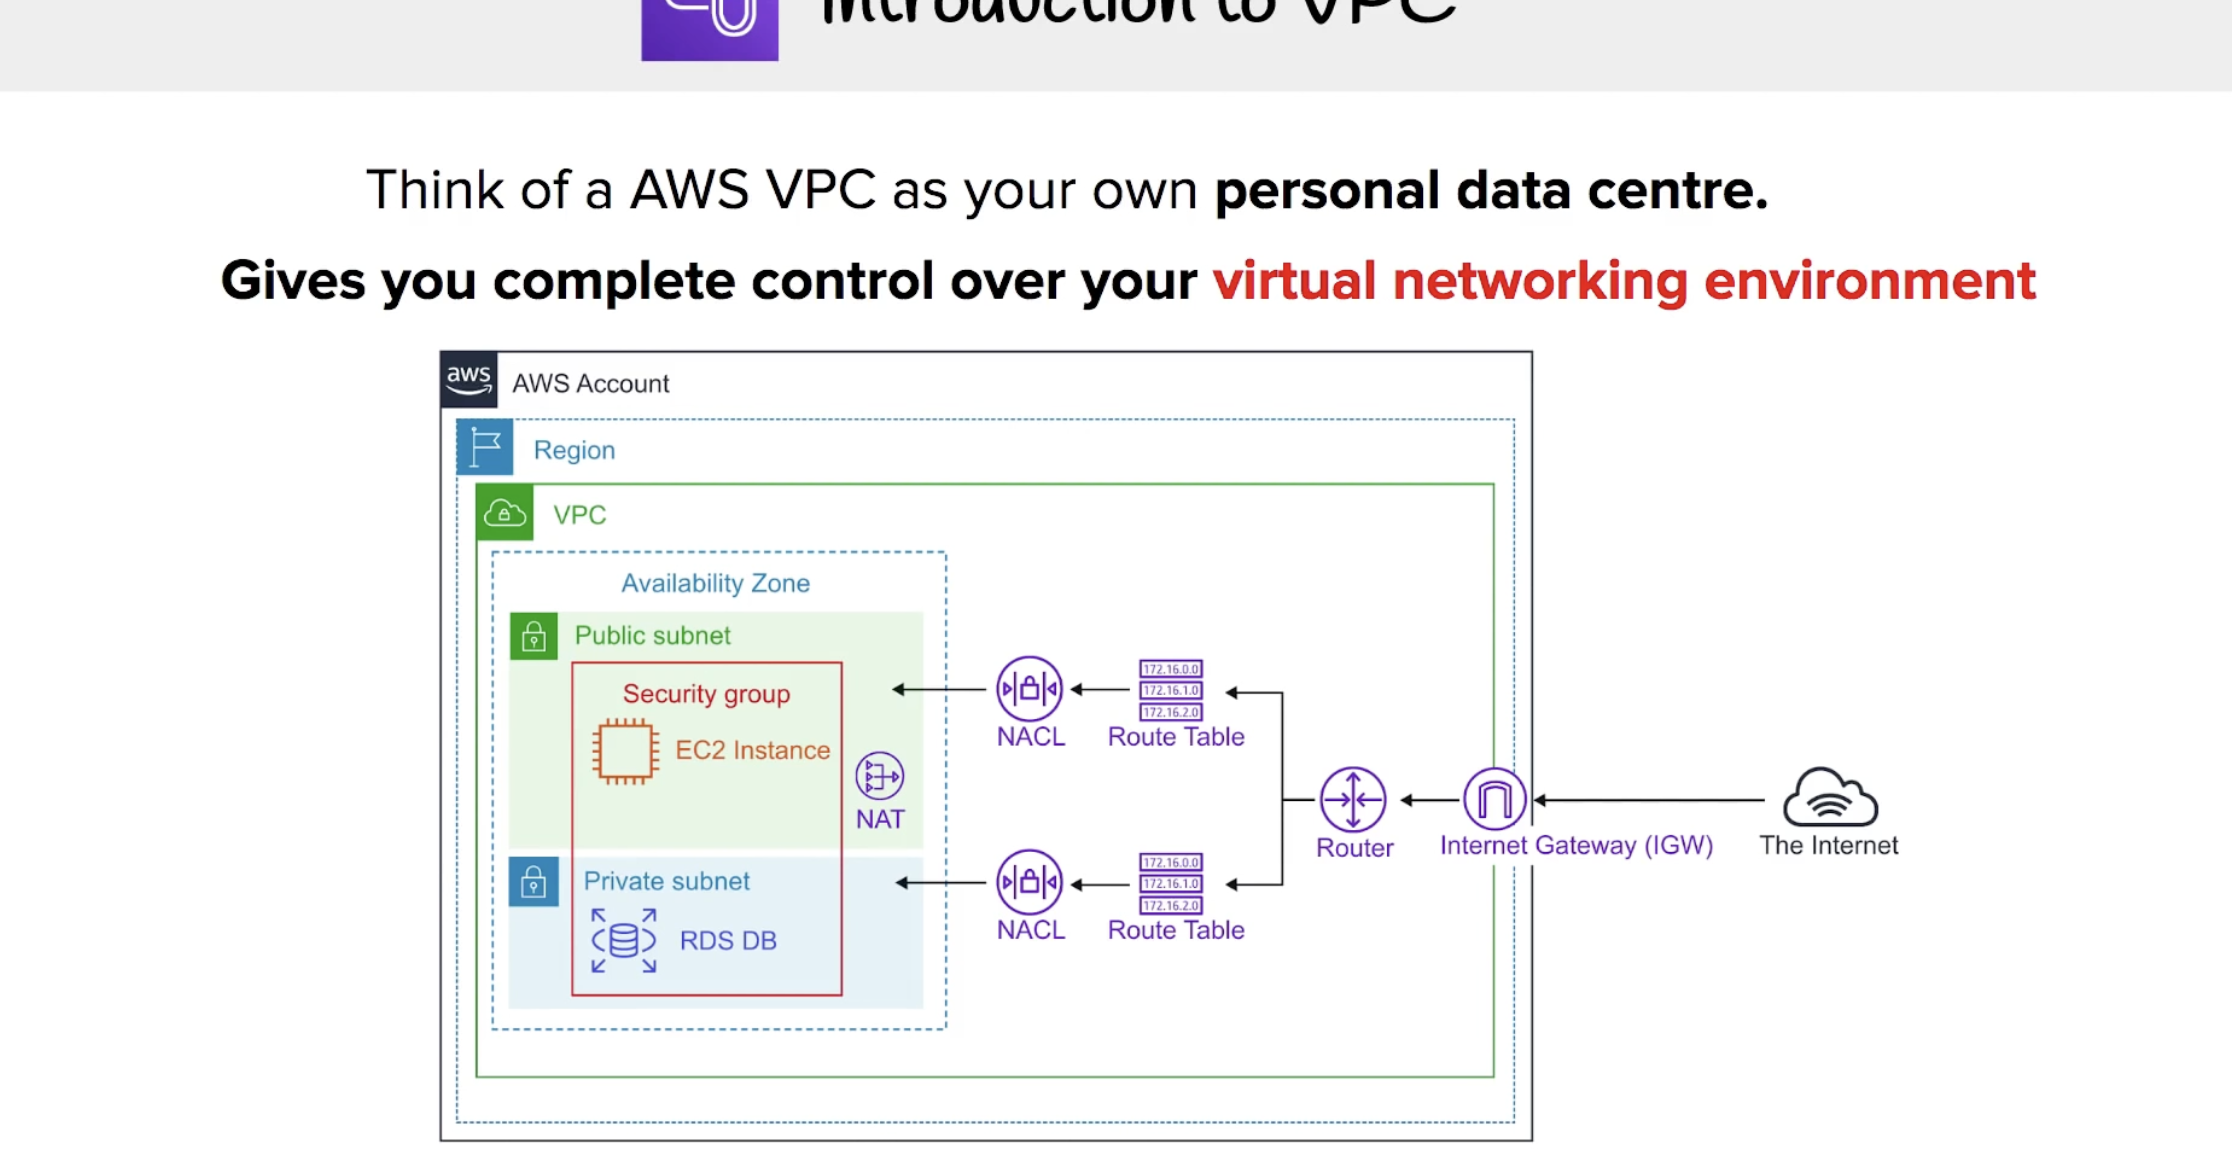 Introduction to VPC
Think of a AWS VPC as your own personal data centre.
Gives you complete control over your virtual networking environment
aws
AWS Account
Region
VPC
Availability Zone
Public subnet
Security group
EC2 Instance
NAT
Private subnet
RDS DB
NACL
172.16.0.0
172.16.1.0
172.16.2.0
Route Table
NACL
172.16.0.0
172.16.1.0
172.16.2.0
Route Table
Router
Internet Gateway (IGW)
The Internet